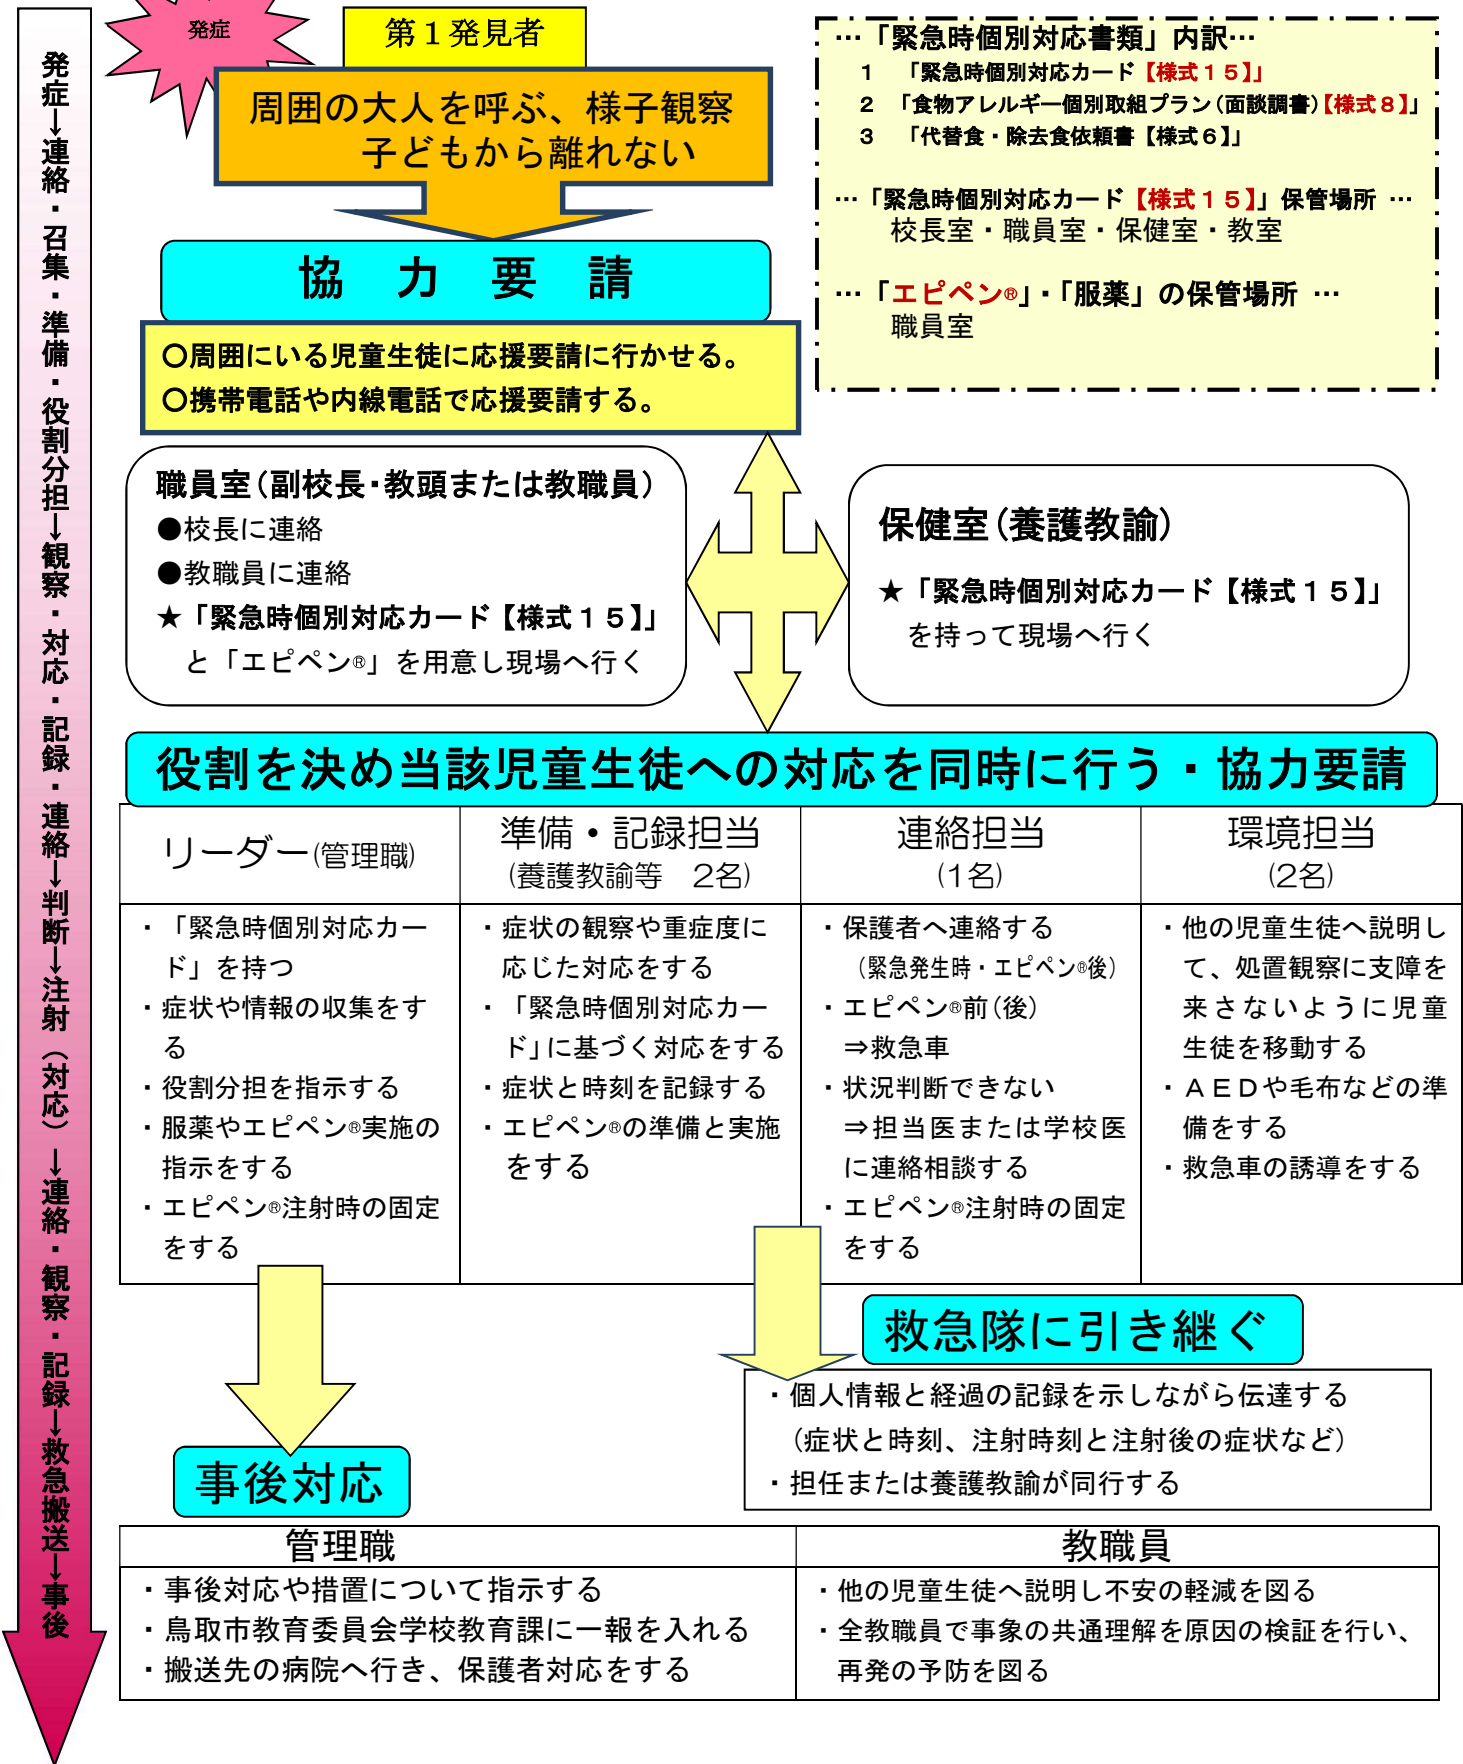 発症→連絡・召集・準備・役割分担→観察・対応・記録・連絡→判断→注射（対応）→連絡・観察・記録→救急搬送→事後
発症
第１発見者
周囲の大人を呼ぶ、様子観察
子どもから離れない
…「緊急時個別対応書類」内訳…
１　「緊急時個別対応カード【様式１５】」
２　「食物アレルギー個別取組プラン（面談調書）【様式８】」
３　「代替食・除去食依頼書【様式６】」
…「緊急時個別対応カード【様式１５】」保管場所 …
校長室・職員室・保健室・教室
…「エピペン®」・「服薬」の保管場所 …
職員室
協　力　要　請
○周囲にいる児童生徒に応援要請に行かせる。
○携帯電話や内線電話で応援要請する。
職員室（副校長・教頭または教職員）
●校長に連絡
●教職員に連絡
★「緊急時個別対応カード【様式１５】」
と「エピペン®」を用意し現場へ行く
保健室（養護教諭）
★「緊急時個別対応カード【様式１５】」
を持って現場へ行く
役割を決め当該児童生徒への対応を同時に行う・協力要請
リーダー(管理職)
・「緊急時個別対応カー
ド」を持つ
・症状や情報の収集をす
る
・役割分担を指示する
・服薬やエピペン®実施の
指示をする
・エピペン®注射時の固定
をする
準備・記録担当
(養護教諭等　2名)
・症状の観察や重症度に
応じた対応をする
・「緊急時個別対応カー
ド」に基づく対応をする
・症状と時刻を記録する
・エピペン®の準備と実施
をする
連絡担当
(1名)
・保護者へ連絡する
（緊急発生時・エピペン®後）
・エピペン®前（後）
⇒救急車
・状況判断できない
⇒担当医または学校医
に連絡相談する
・エピペン®注射時の固定
をする
環境担当
(2名)
・他の児童生徒へ説明し
て、処置観察に支障を
来さないように児童
生徒を移動する
・ＡＥＤや毛布などの準
備をする
・救急車の誘導をする
救急隊に引き継ぐ
・個人情報と経過の記録を示しながら伝達する
（症状と時刻、注射時刻と注射後の症状など）
・担任または養護教諭が同行する
事後対応
管理職
・事後対応や措置について指示する
・鳥取市教育委員会学校教育課に一報を入れる
・搬送先の病院へ行き、保護者対応をする
教職員
・他の児童生徒へ説明し不安の軽減を図る
・全教職員で事象の共通理解を原因の検証を行い、
再発の予防を図る